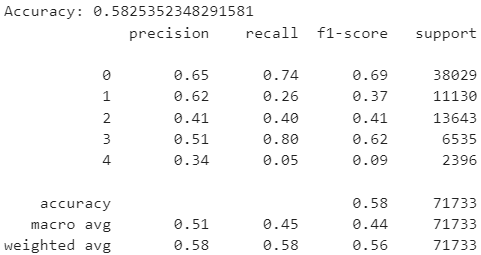 Accuracy: 0.5825352348291581
precision recall f1-score support
0 0.65 0.74 0.69 38029
1 0.62 0.26 0.37 11130
2 0.41 0.40 0.41 13643
3 0.51 0.80 0.62 6535
4 0.34 0.05 0.09 2396
accuracy 0.58 71733
macro avg 0.51 0.45 0.44 71733
weighted avg 0.58 0.58 0.56 71733